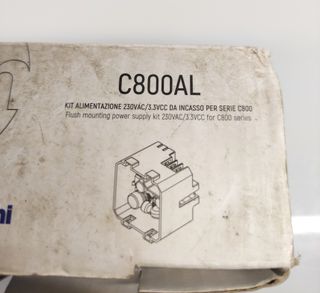 C800AL
KIT ALIMENTAZIONE 230VAC/3.3VCC DA INCASSO PER SERIE C800
Flush mounting power supply kit 230VAC/3.3VCC for C800 series